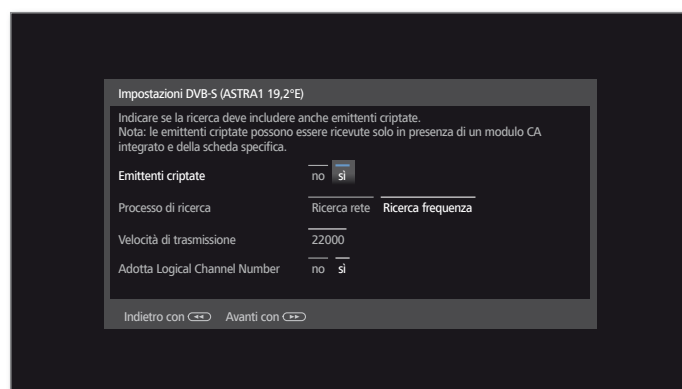 Impostazioni DVB-S (ASTRA1 19,2°E)
Indicare se la ricerca deve includere anche emittenti criptate.
Nota: le emittenti criptate possono essere ricevute solo in presenza di un modulo CA
integrato e della scheda specifica.
Emittenti criptate no sì
Processo di ricerca Ricerca rete Ricerca frequenza
Velocità di trasmissione 22000
Adotta Logical Channel Number no sì
Indietro con Avanti con